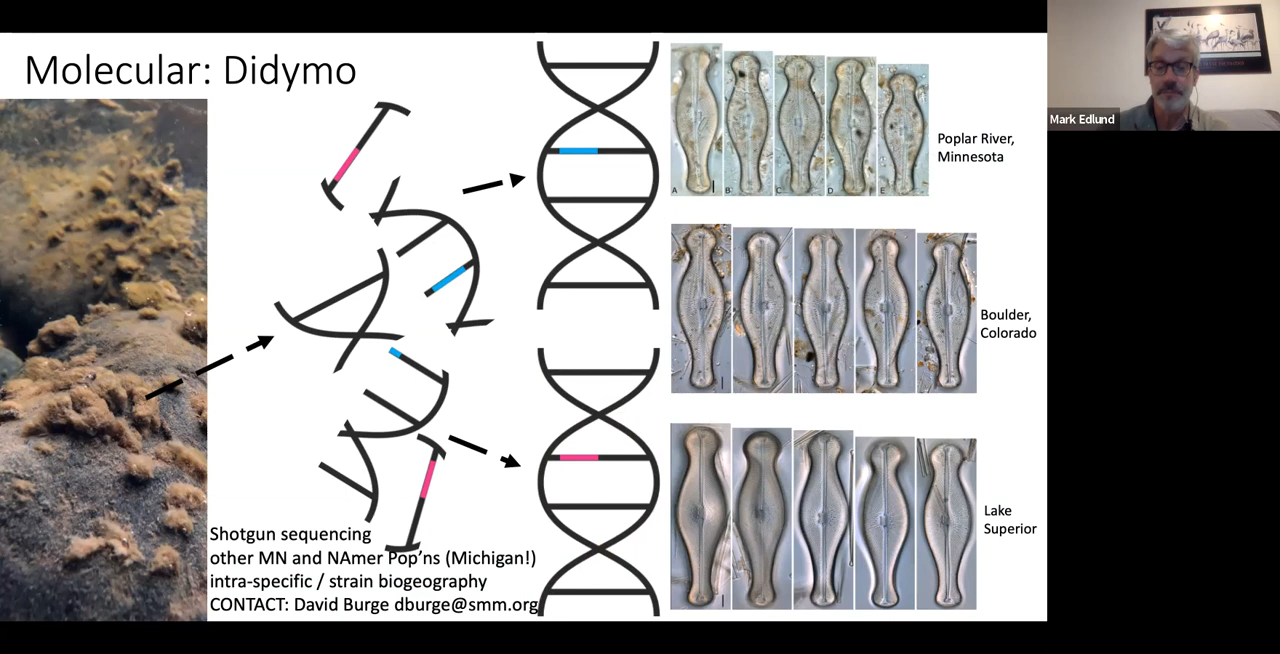 Molecular: Didymo
A
B
C
D
E
Poplar River,
Minnesota
Boulder,
Colorado
Lake
Superior
Shotgun sequencing
other MN and NAmer Pop’ns (Michigan!)
intra-specific / strain biogeography
CONTACT: David Burge dburge@smm.org
Mark Edlund